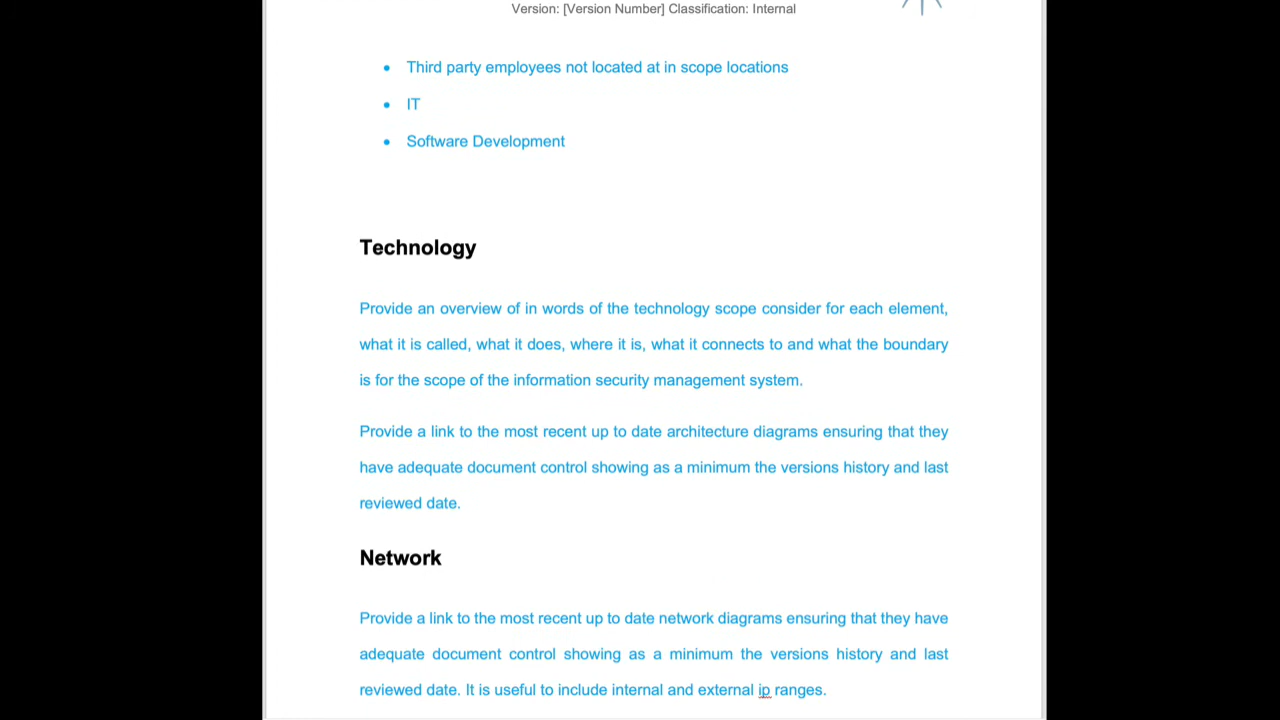 Version: [Version Number] Classification: Internal
• Third party employees not located at in scope locations
• IT
• Software Development
Technology
Provide an overview of in words of the technology scope consider for each element,
what it is called, what it does, where it is, what it connects to and what the boundary
is for the scope of the information security management system.
Provide a link to the most recent up to date architecture diagrams ensuring that they
have adequate document control showing as a minimum the versions history and last
reviewed date.
Network
Provide a link to the most recent up to date network diagrams ensuring that they have
adequate document control showing as a minimum the versions history and last
reviewed date. It is useful to include internal and external ip ranges.